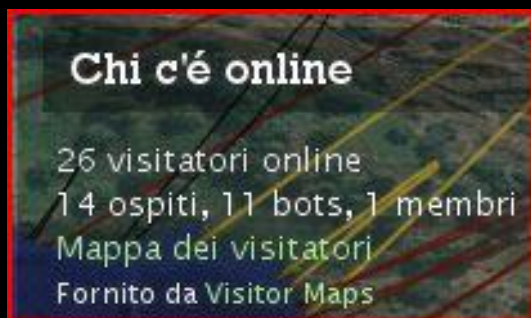 Chi c'é online
26 visitatori online
14 ospiti, 11 bots, 1 membri
Mappa dei visitatori
Fornito da Visitor Maps